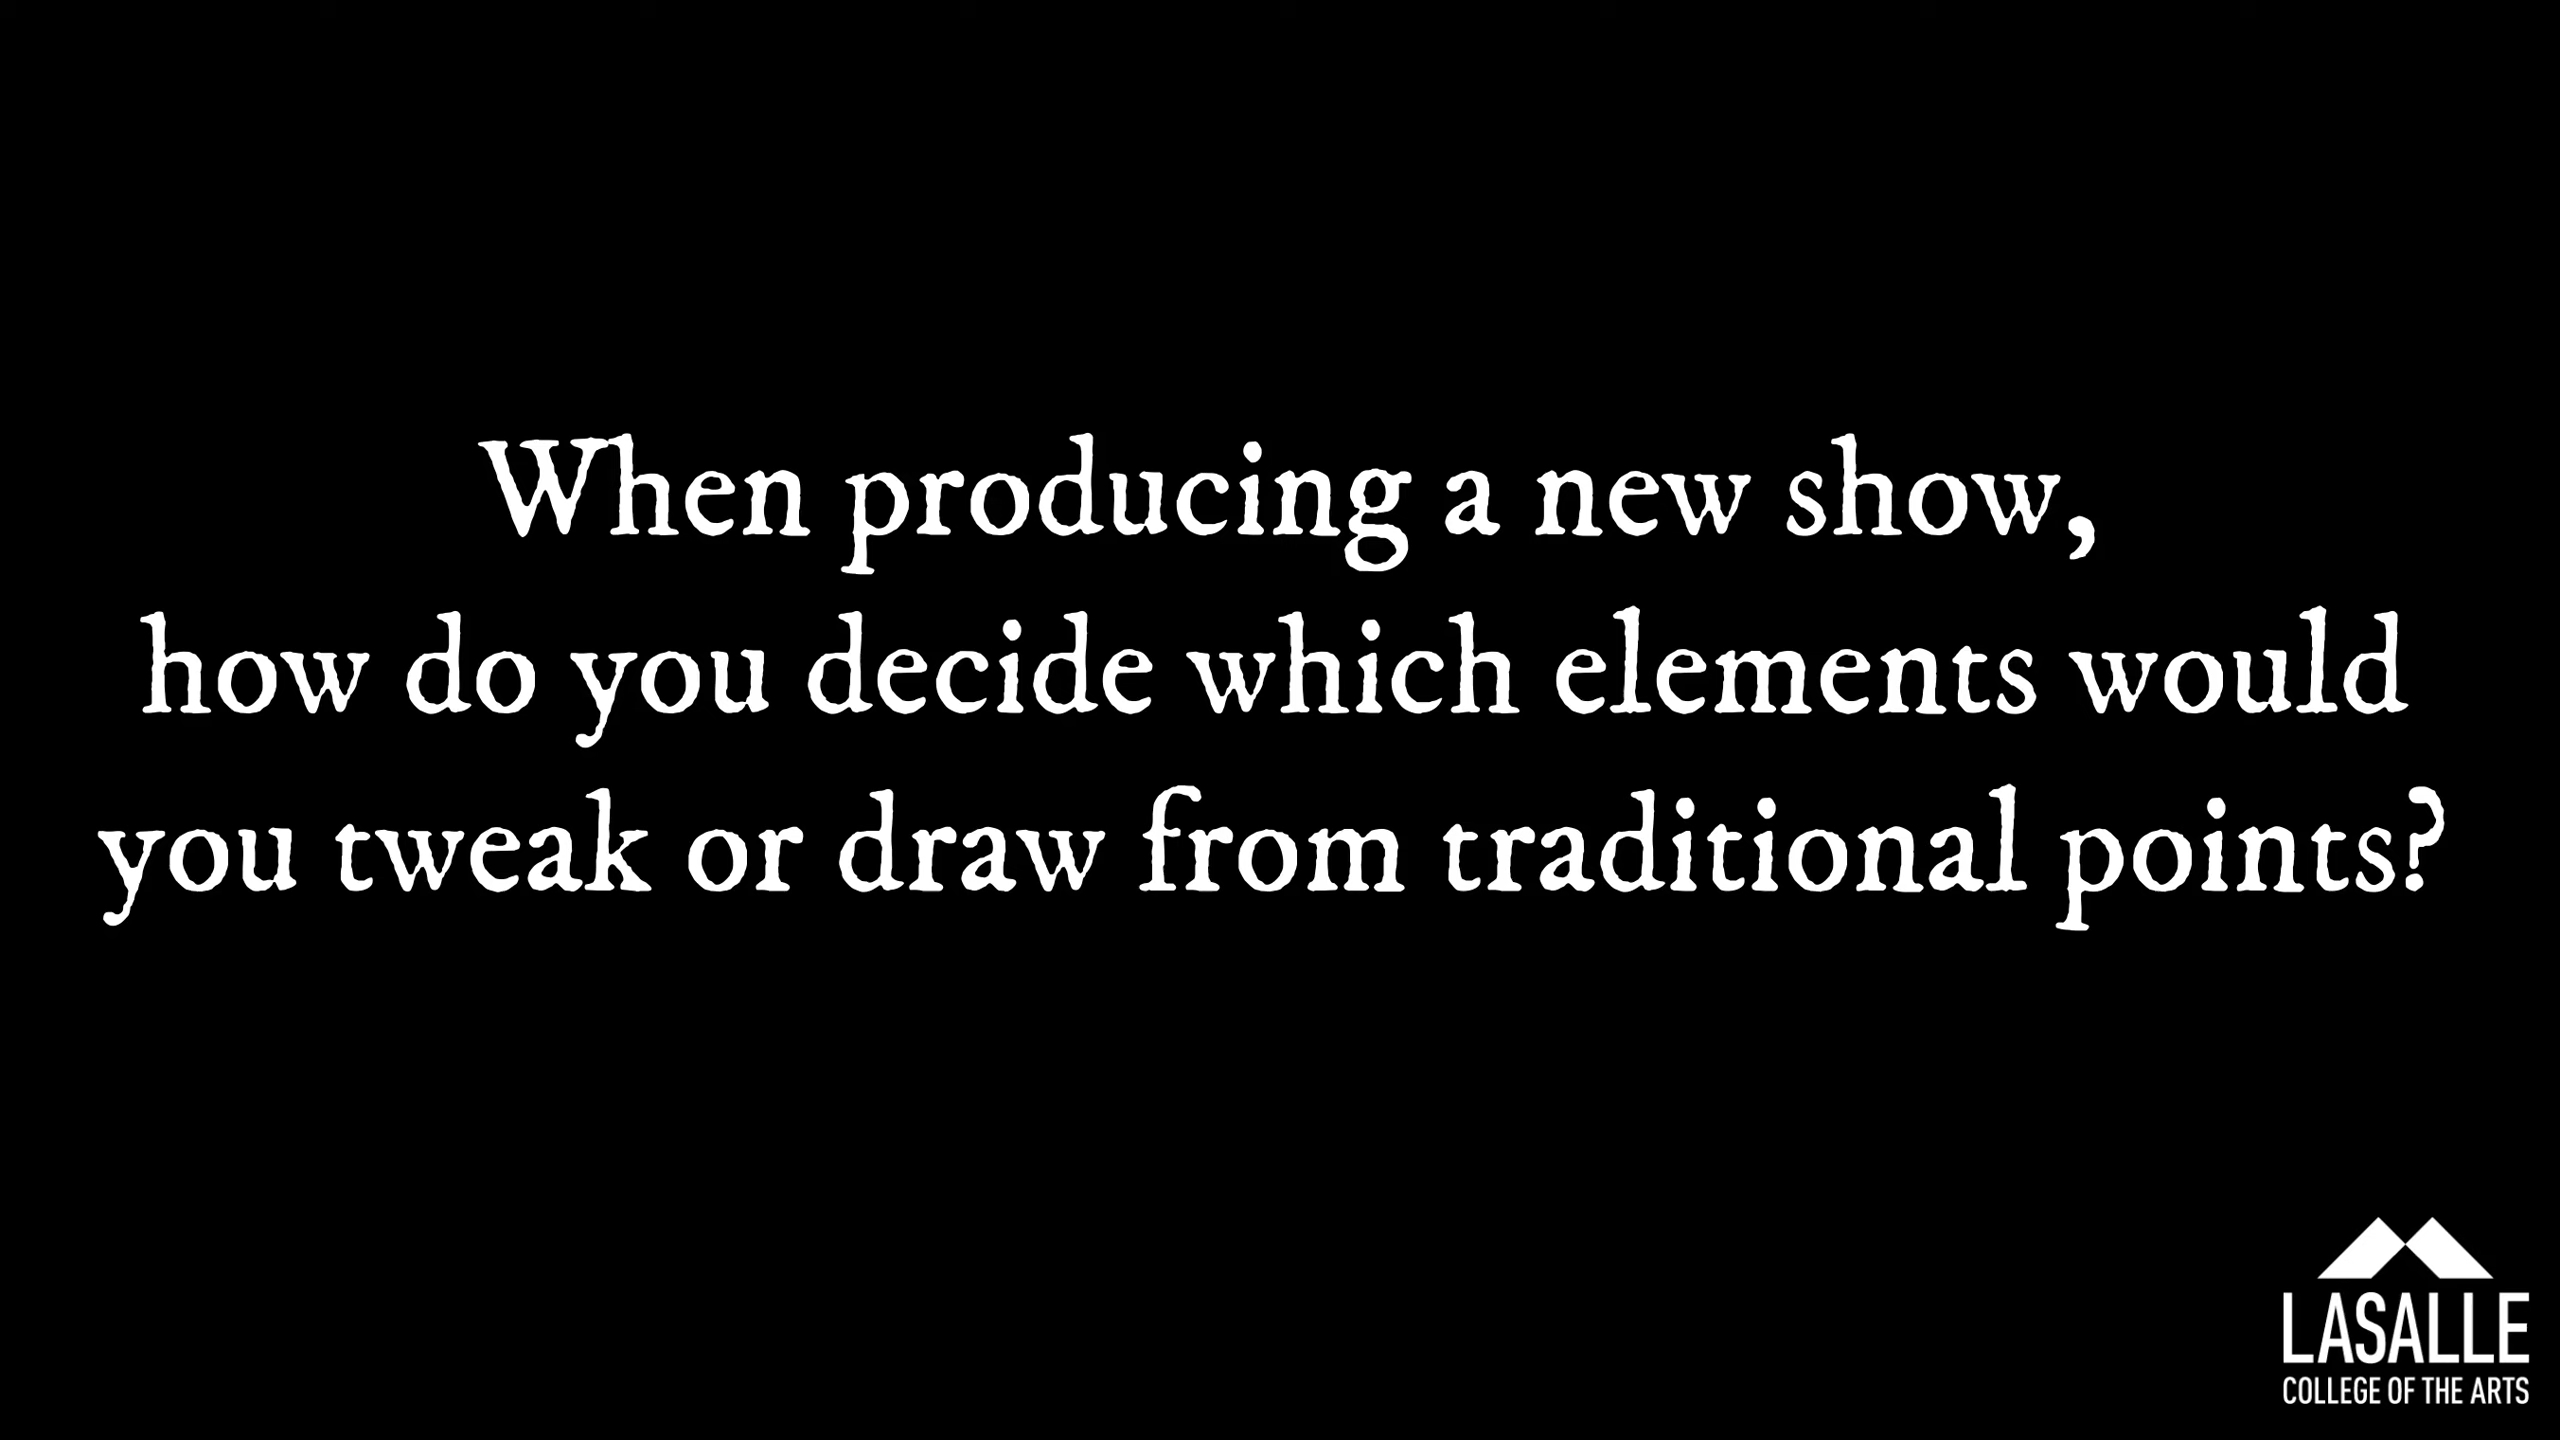 When producing a new show,
how do you decide which elements would
you tweak or draw from traditional points?
LASALLE
COLLEGE OF THE ARTS